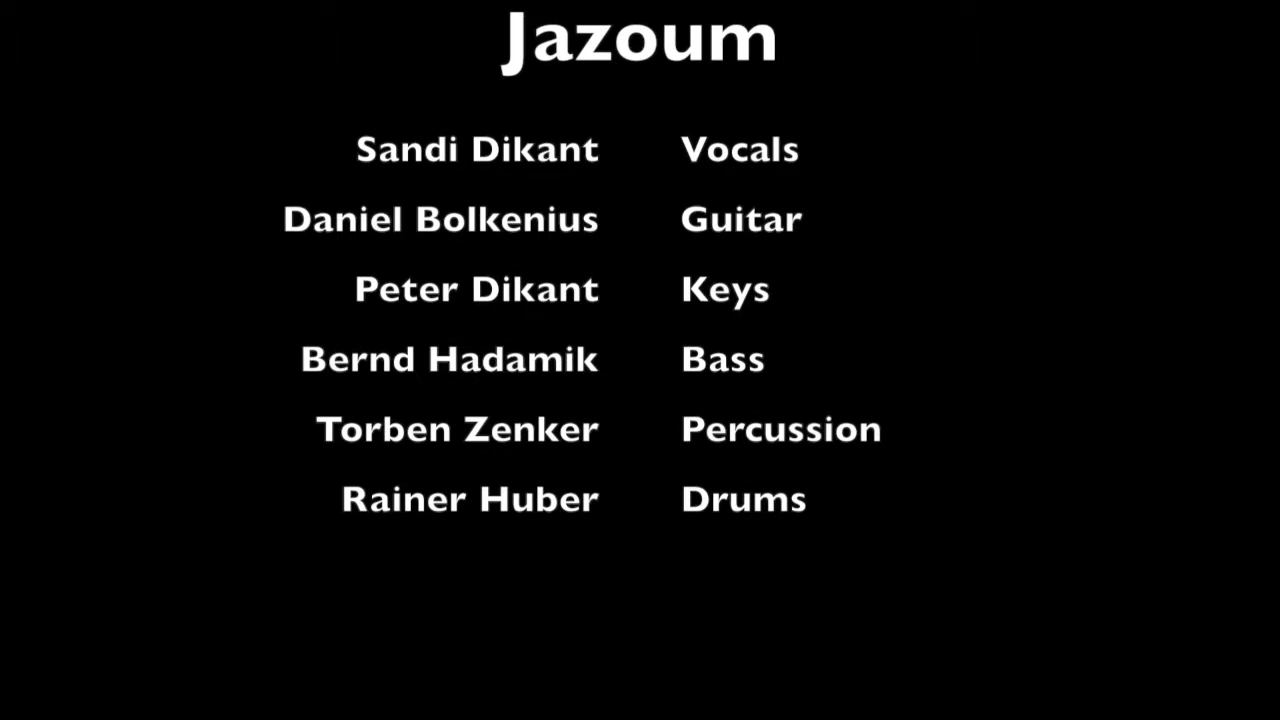 Jazoum
Sandi Dikant Vocals
Daniel Bolkenius Guitar
Peter Dikant Keys
Bernd Hadamik Bass
Torben Zenker Percussion
Rainer Huber Drums